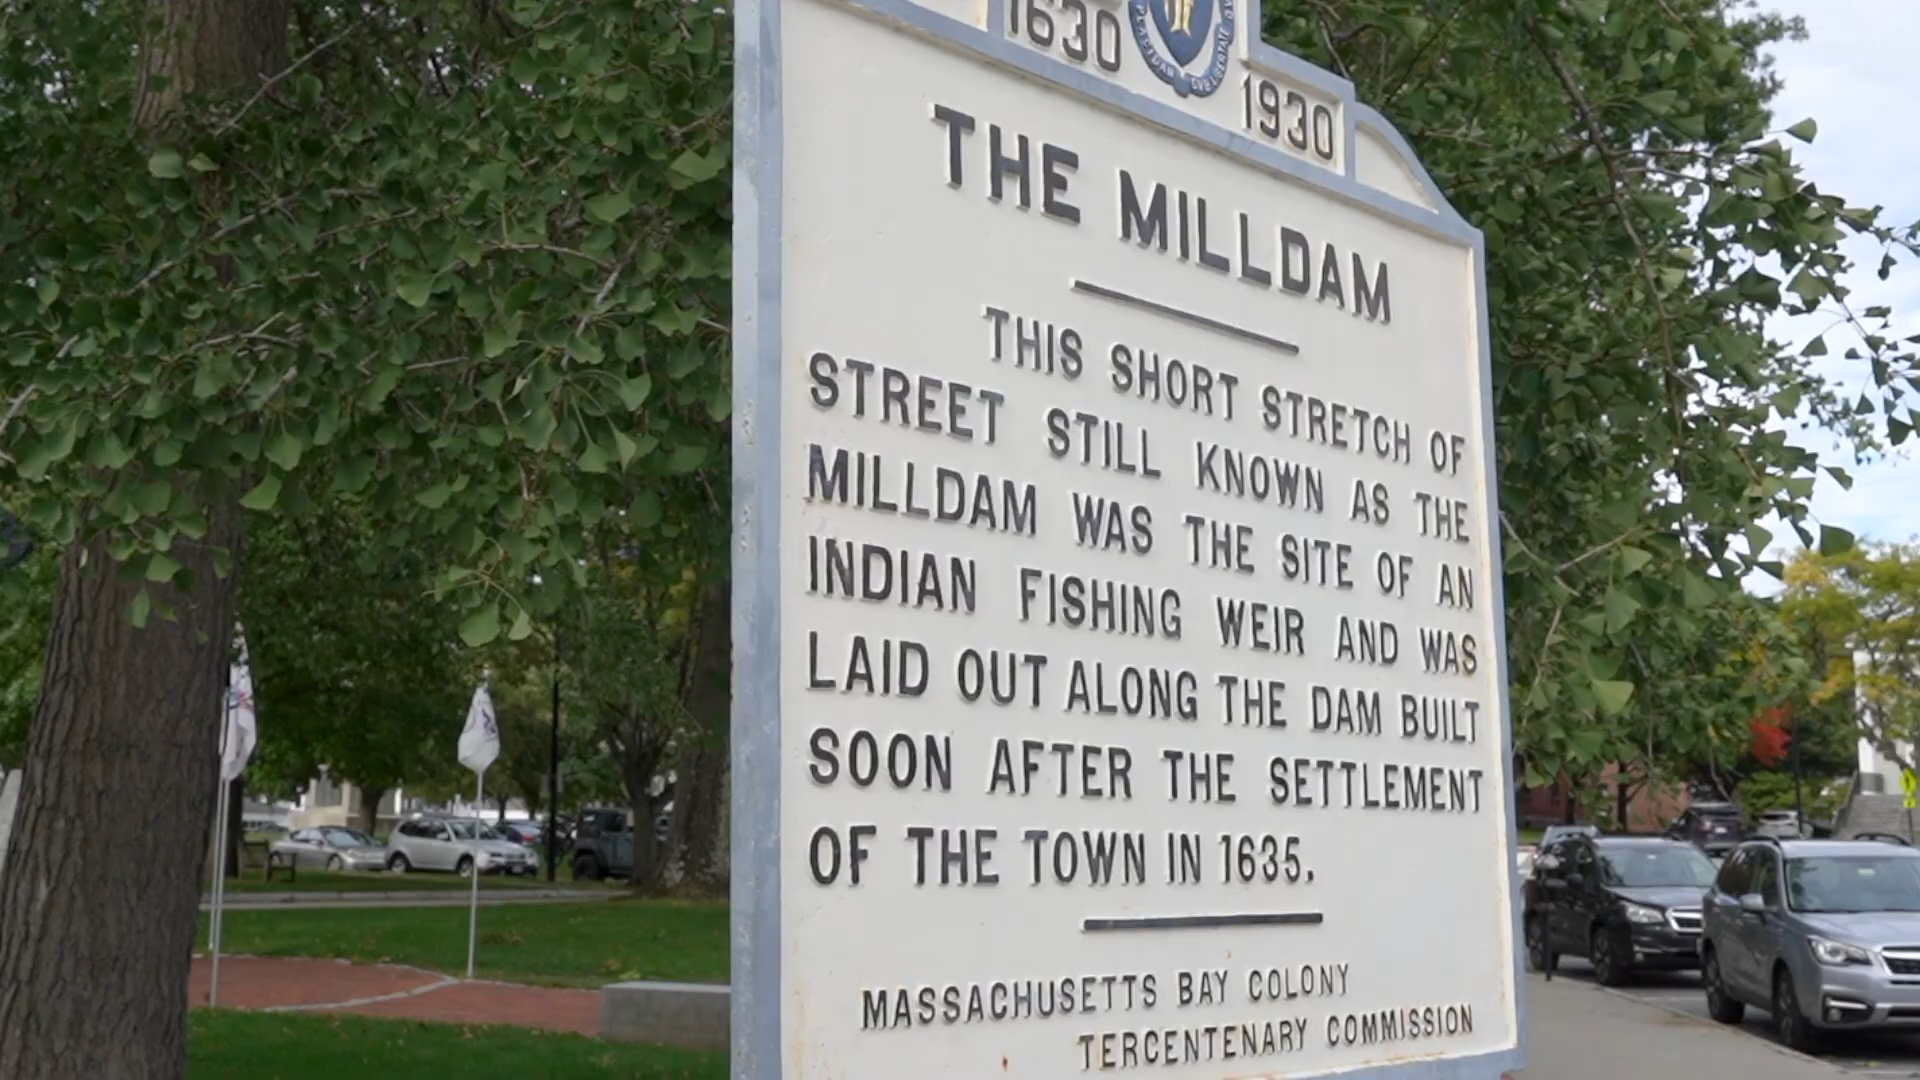 1630
1930
THE MILLDAM
THIS SHORT STRETCH OF
STREET STILL KNOWN AS THE
MILLDAM WAS THE SITE OF AN
INDIAN FISHING WEIR AND WAS
LAID OUT ALONG THE DAM BUILT
SOON AFTER THE SETTLEMENT
OF THE TOWN IN 1635.
MASSACHUSETTS BAY COLONY
TERCENTENARY COMMISSION